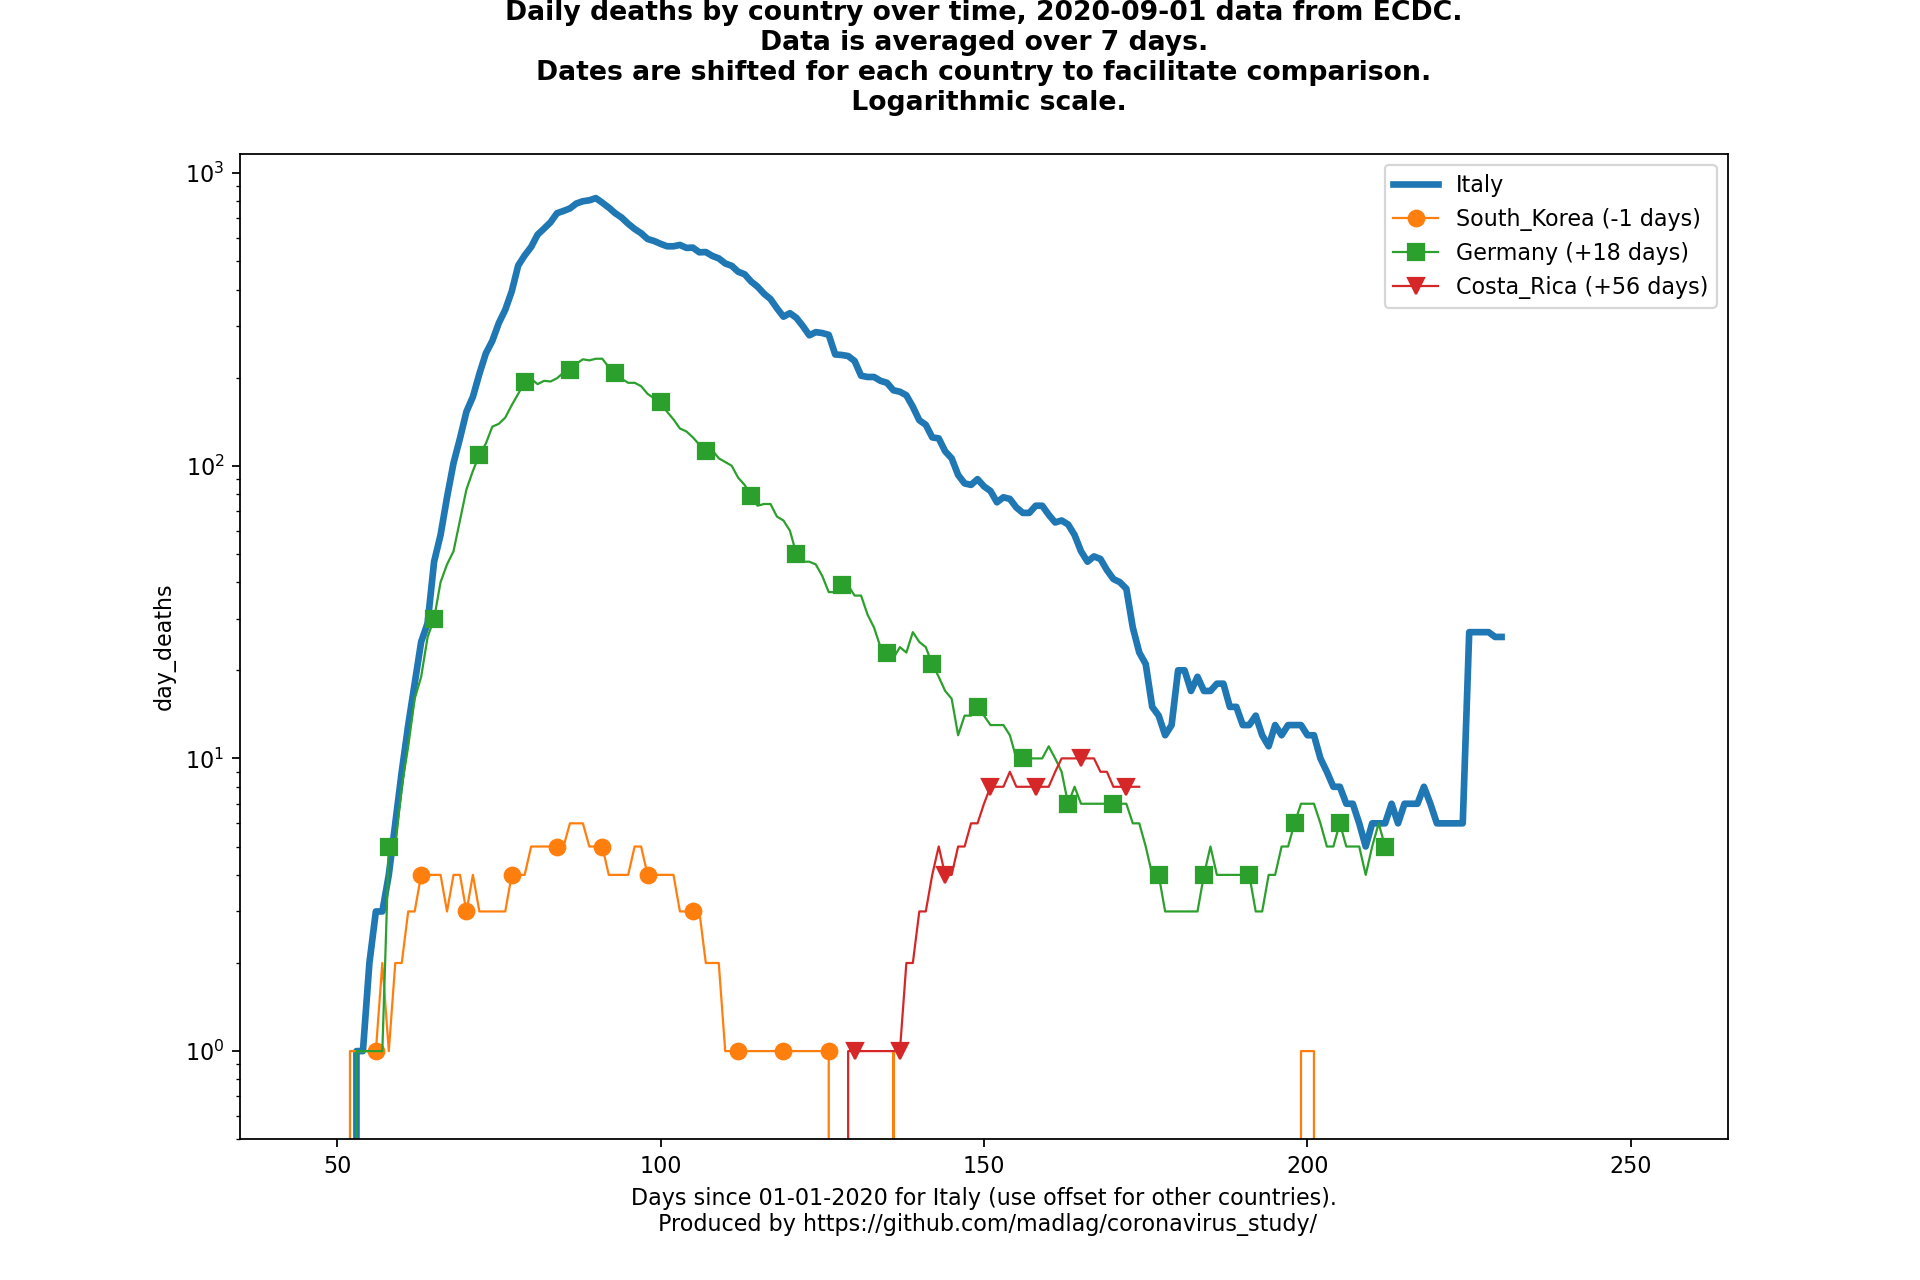 Daily deaths by country over time, 2020-09-01 data from ECDC.
Data is averaged over 7 days.
Dates are shifted for each country to facilitate comparison.
Logarithmic scale.
10³
10²
10¹
10⁰
day_deaths
Italy
South_Korea (-1 days)
Germany (+18 days)
Costa_Rica (+56 days)
50 100 150 200 250
Days since 01-01-2020 for Italy (use offset for other countries).
Produced by https://github.com/madlag/coronavirus_study/